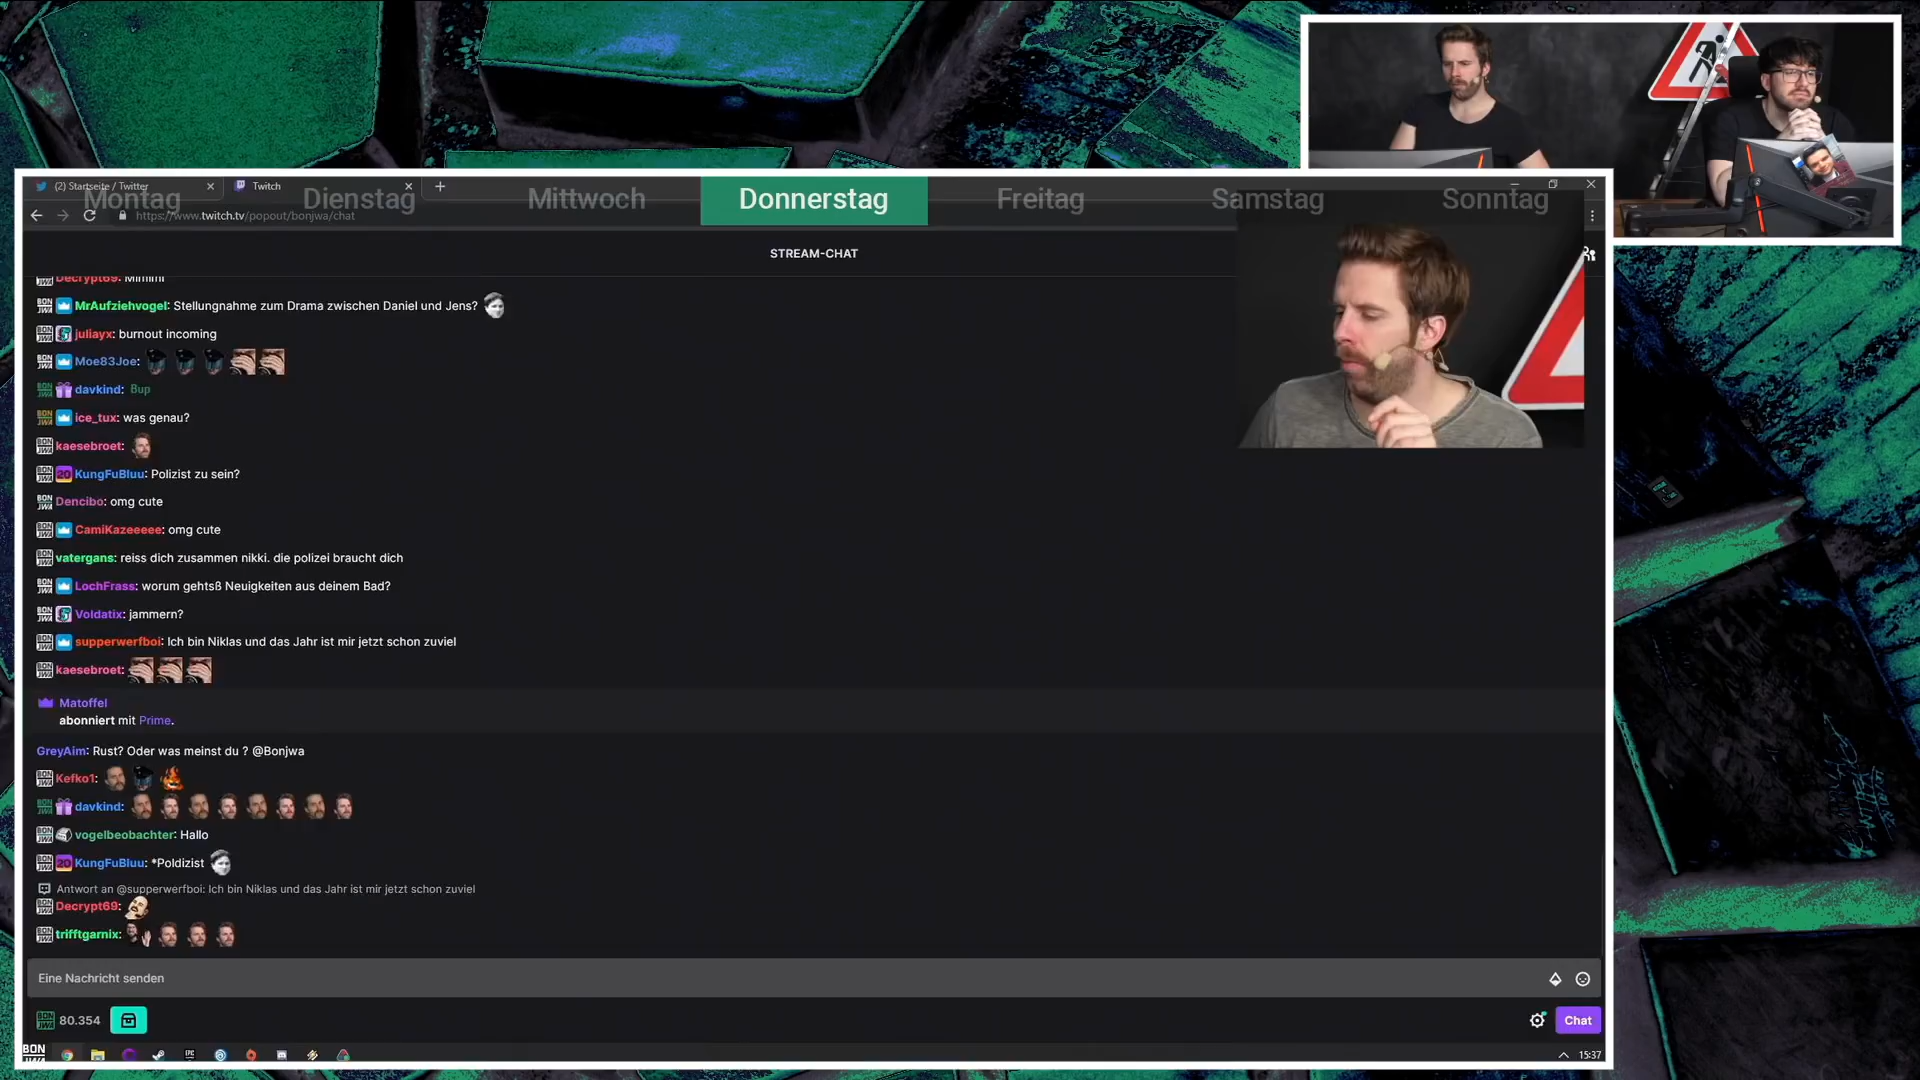 (2) Startseite / Twitter
Twitch
Montag Dienstag Mittwoch Donnerstag Freitag Samstag Sonntag
https://www.twitch.tv/popout/bonjwa/chat
STREAM-CHAT
Decrypt69: Mimimi
MrAufziehvogel: Stellungnahme zum Drama zwischen Daniel und Jens?
juliayx: burnout incoming
Moe83Joe:
davkind: Bup
ice_tux: was genau?
kaesebroet:
20 KungFuBluu: Polizist zu sein?
Dencibo: omg cute
CamiKazeeeee: omg cute
vatergans: reiss dich zusammen nikki. die polizei braucht dich
LochFrass: worum gehtsß Neuigkeiten aus deinem Bad?
Voldatix: jammern?
supperwerfboi: Ich bin Niklas und das Jahr ist mir jetzt schon zuviel
kaesebroet:
Matoffel
abonniert mit Prime.
GreyAim: Rust? Oder was meinst du ? @Bonjwa
Kefko1:
davkind:
vogelbeobachter: Hallo
20 KungFuBluu: *Poldizist
Antwort an @supperwerfboi: Ich bin Niklas und das Jahr ist mir jetzt schon zuviel
Decrypt69:
trifftgarnix:
Eine Nachricht senden
80.354
Chat
BON
15:37